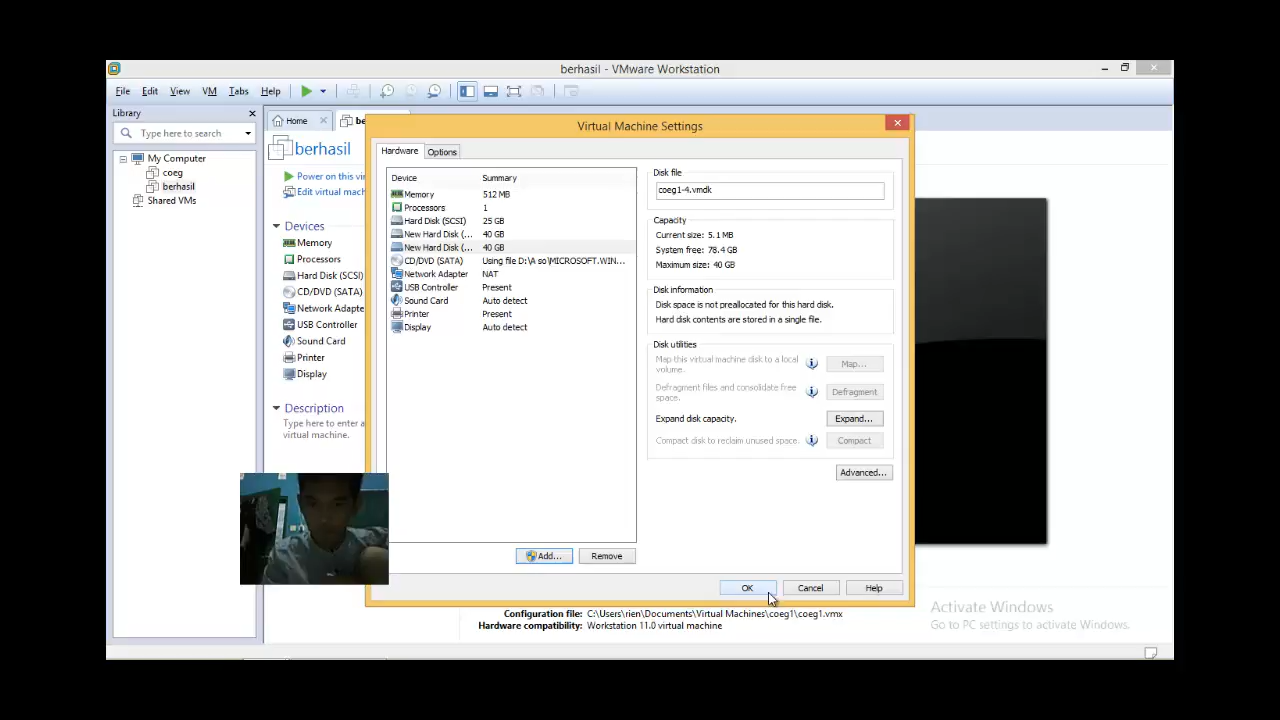 berhasil - VMware Workstation
File Edit View VM Tabs Help
Library
Type here to search
My Computer
coeg
berhasil
Shared VMs
Home
be
berhasil
Power on this vir
Edit virtual mach
Devices
Memory
Processors
Hard Disk (SCSI)
CD/DVD (SATA)
Network Adapte
USB Controller
Sound Card
Printer
Display
Description
Type here to enter a
virtual machine.
Virtual Machine Settings
Hardware Options
Device Summary
Memory 512 MB
Processors 1
Hard Disk (SCSI) 25 GB
New Hard Disk (... 40 GB
New Hard Disk (... 40 GB
CD/DVD (SATA) Using file D:\A so\MICROSOFT.WIN...
Network Adapter NAT
USB Controller Present
Sound Card Auto detect
Printer Present
Display Auto detect
Add... Remove
Disk file
coeg1-4.vmdk
Capacity
Current size: 5.1 MB
System free: 78.4 GB
Maximum size: 40 GB
Disk information
Disk space is not preallocated for this hard disk.
Hard disk contents are stored in a single file.
Disk utilities
Map this virtual machine disk to a local
volume.
Map...
Defragment files and consolidate free
space.
Defragment
Expand disk capacity. Expand...
Compact disk to reclaim unused space. Compact
Advanced...
OK Cancel Help
Configuration file: C:\Users\rien\Documents\Virtual Machines\coeg1\coeg1.vmx
Hardware compatibility: Workstation 11.0 virtual machine
Activate Windows
Go to PC settings to activate Windows.